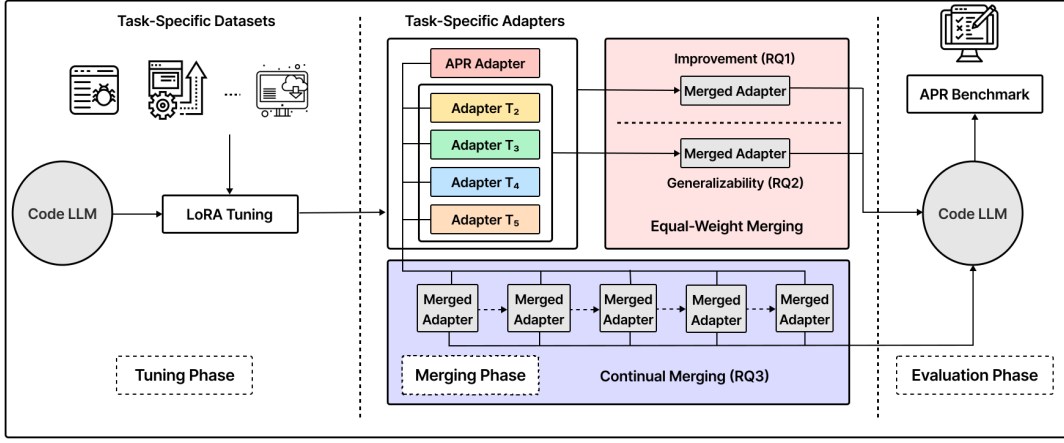 Task-Specific Datasets
Task-Specific Adapters
APR Adapter
Adapter T₂
Adapter T₃
Adapter T₄
Adapter T₅
Improvement (RQ1)
Merged Adapter
Merged Adapter
Generalizability (RQ2)
Equal-Weight Merging
APR Benchmark
Code LLM
LoRA Tuning
Code LLM
Merged
Adapter
Merged
Adapter
Merged
Adapter
Merged
Adapter
Merged
Adapter
Tuning Phase
Merging Phase
Continual Merging (RQ3)
Evaluation Phase